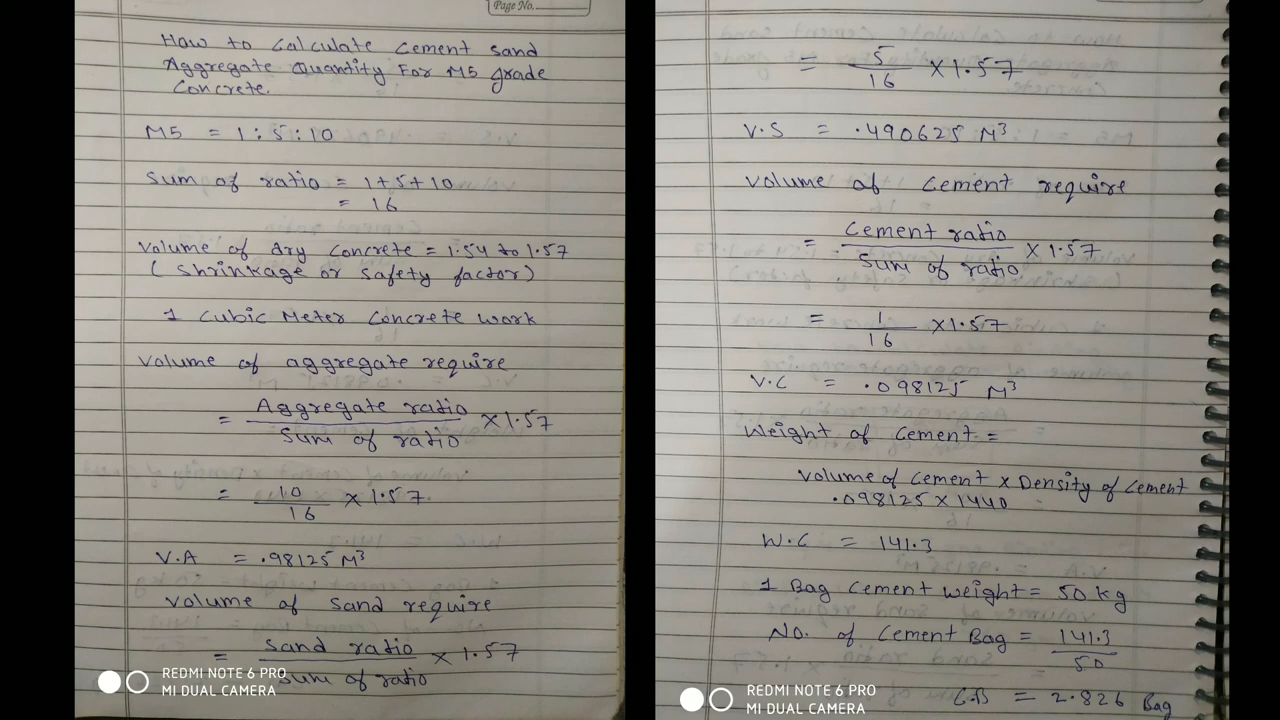 Page No.
How to Calculate Cement sand
Aggregate Quantity For M5 grade
Concrete.
M5 = 1:5:10
Sum of ratio = 1+5+10
= 16
Volume of dry concrete = 1.54 to 1.57
(Shrinkage or safety factor)
1 Cubic Meter Concrete work
Volume of aggregate require
= Aggregate ratio / Sum of ratio × 1.57
= 10/16 × 1.57
V.A = .98125 M³
Volume of sand require
= Sand ratio / Sum of ratio × 1.57
REDMI NOTE 6 PRO
MI DUAL CAMERA
= 5/16 × 1.57
V.S = .490625 M³
Volume of Cement require
= Cement ratio / Sum of ratio × 1.57
= 1/16 × 1.57
V.C = .098125 M³
Weight of Cement =
Volume of Cement × Density of Cement
.098125 × 1440
W.C = 141.3
1 Bag Cement weight = 50 kg
No. of Cement Bag = 141.3/50
C.B = 2.826 Bag
REDMI NOTE 6 PRO
MI DUAL CAMERA